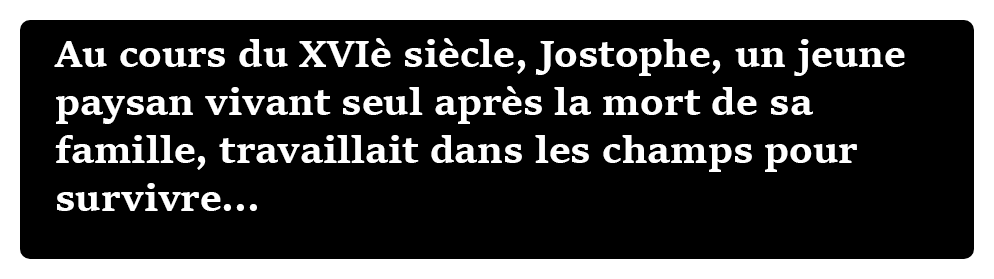 Au cours du XVIè siècle, Jostophe, un jeune
paysan vivant seul après la mort de sa
famille, travaillait dans les champs pour
survivre...